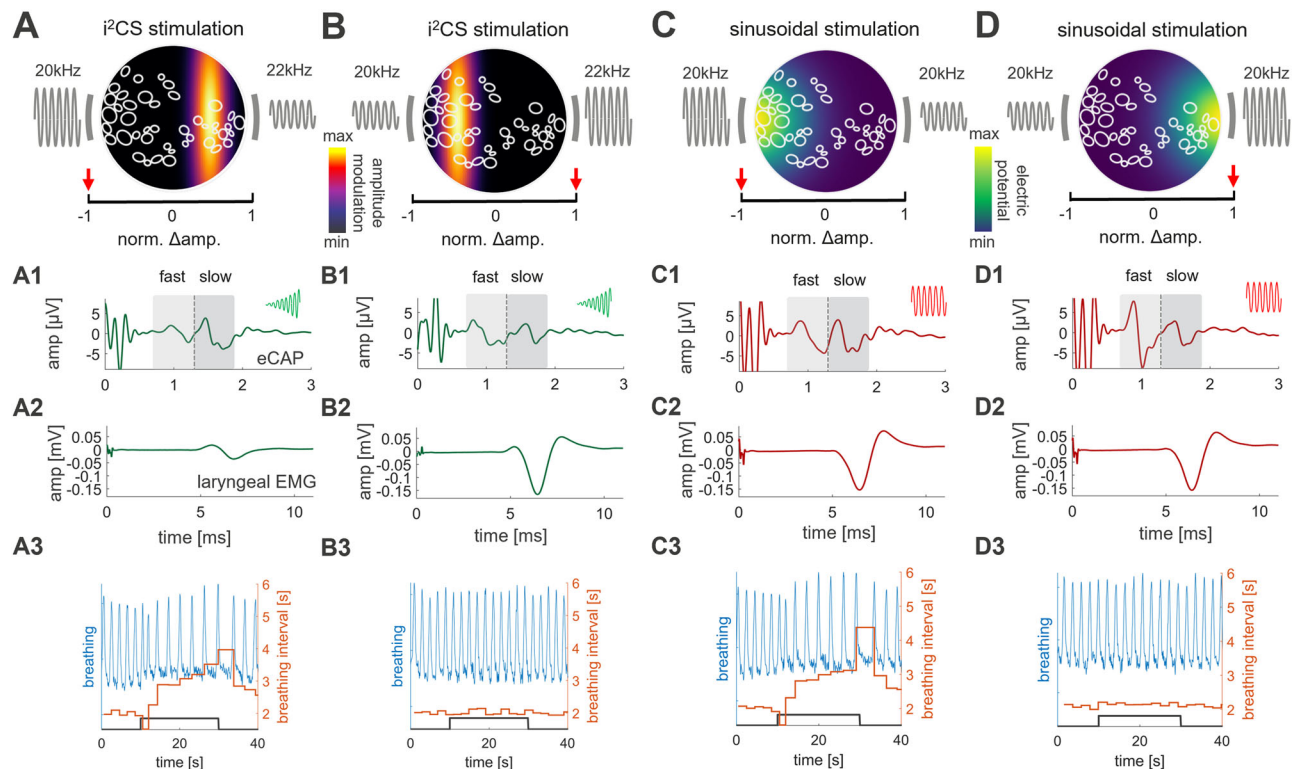 A
i²CS stimulation
20kHz
22kHz
-1 0 1
norm. Δamp.
max
amplitude
modulation
min
B
i²CS stimulation
20kHz
22kHz
-1 0 1
norm. Δamp.
C
sinusoidal stimulation
20kHz
20kHz
-1 0 1
norm. Δamp.
max
electric
potential
min
D
sinusoidal stimulation
20kHz
20kHz
-1 0 1
norm. Δamp.
A1
fast slow
amp [µV]
5
0
-5
eCAP
0 1 2 3
B1
fast slow
amp [µV]
5
0
-5
0 1 2 3
C1
fast slow
amp [µV]
5
0
-5
0 1 2 3
D1
fast slow
amp [µV]
5
0
-5
0 1 2 3
A2
amp [mV]
0.05
-0.05
-0.1
-0.15
laryngeal EMG
0 5 10
time [ms]
B2
amp [mV]
0.05
-0.05
-0.1
-0.15
0 5 10
time [ms]
C2
amp [mV]
0.05
-0.05
-0.1
-0.15
0 5 10
time [ms]
D2
amp [mV]
0.05
-0.05
-0.1
-0.15
0 5 10
time [ms]
A3
breathing
breathing interval [s]
6
5
4
3
2
0 20 40
time [s]
B3
breathing
breathing interval [s]
6
5
4
3
2
0 20 40
time [s]
C3
breathing
breathing interval [s]
6
5
4
3
2
0 20 40
time [s]
D3
breathing
breathing interval [s]
6
5
4
3
2
0 20 40
time [s]